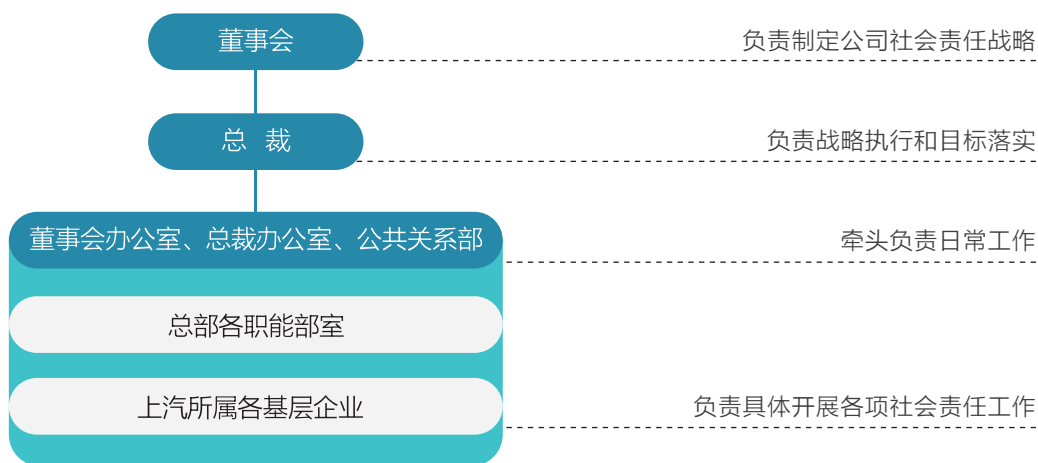 董事会
负责制定公司社会责任战略
总 裁
负责战略执行和目标落实
董事会办公室、总裁办公室、公共关系部
牵头负责日常工作
总部各职能部室
上汽所属各基层企业
负责具体开展各项社会责任工作